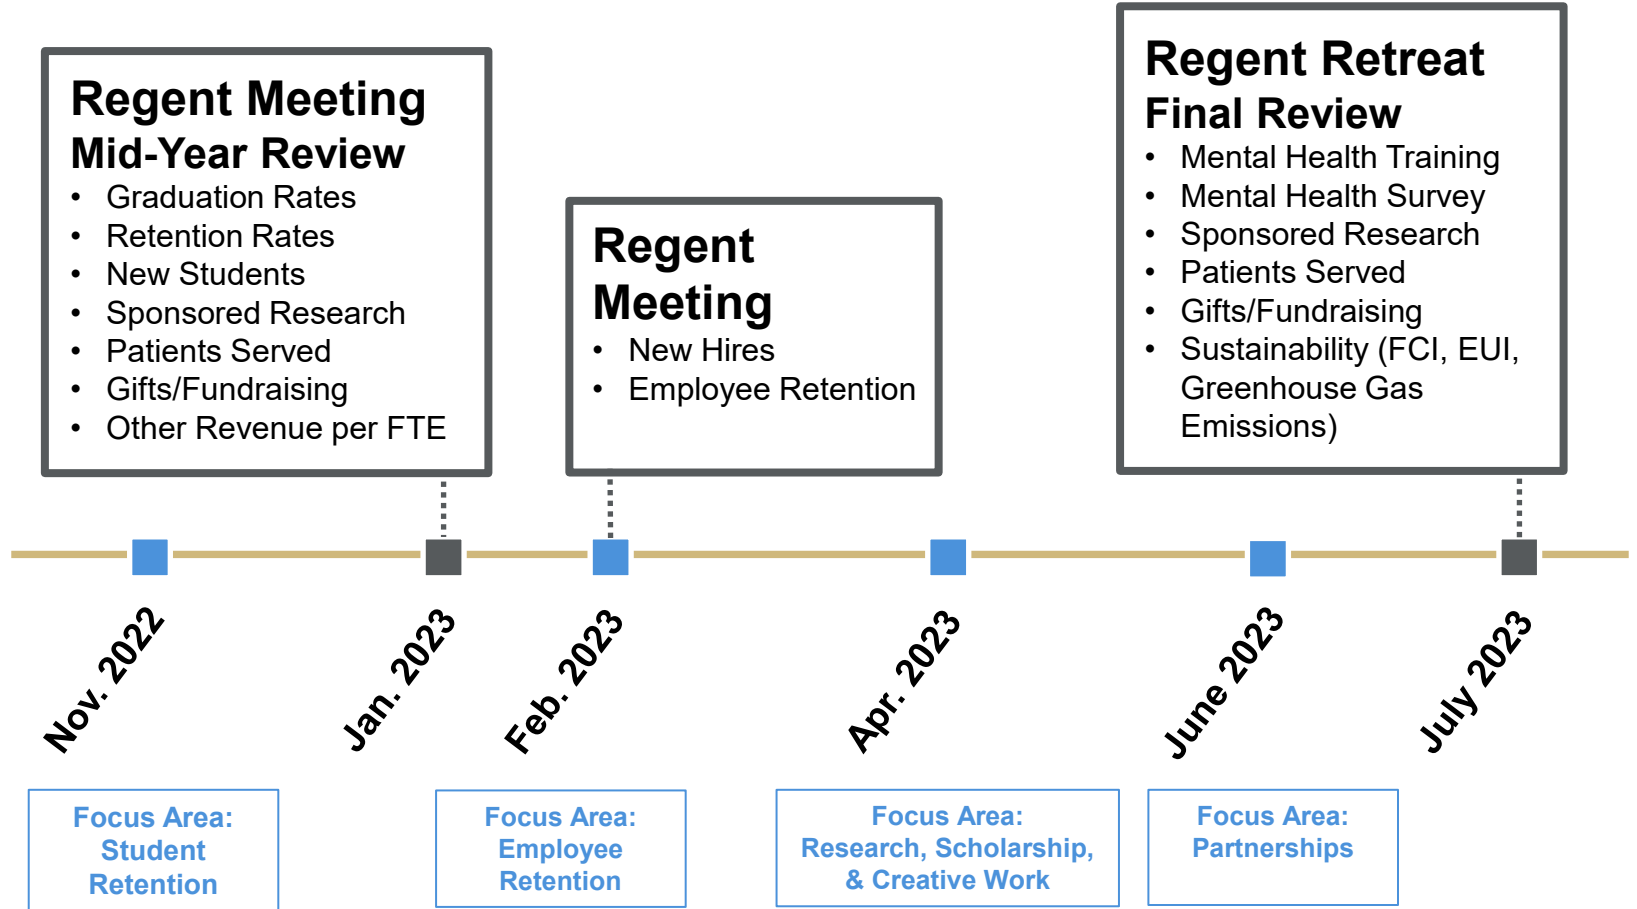 Regent Meeting
Mid-Year Review
• Graduation Rates
• Retention Rates
• New Students
• Sponsored Research
• Patients Served
• Gifts/Fundraising
• Other Revenue per FTE
Regent
Meeting
• New Hires
• Employee Retention
Regent Retreat
Final Review
• Mental Health Training
• Mental Health Survey
• Sponsored Research
• Patients Served
• Gifts/Fundraising
• Sustainability (FCI, EUI,
Greenhouse Gas
Emissions)
Nov. 2022
Jan. 2023
Feb. 2023
Apr. 2023
June 2023
July 2023
Focus Area:
Student
Retention
Focus Area:
Employee
Retention
Focus Area:
Research, Scholarship,
& Creative Work
Focus Area:
Partnerships